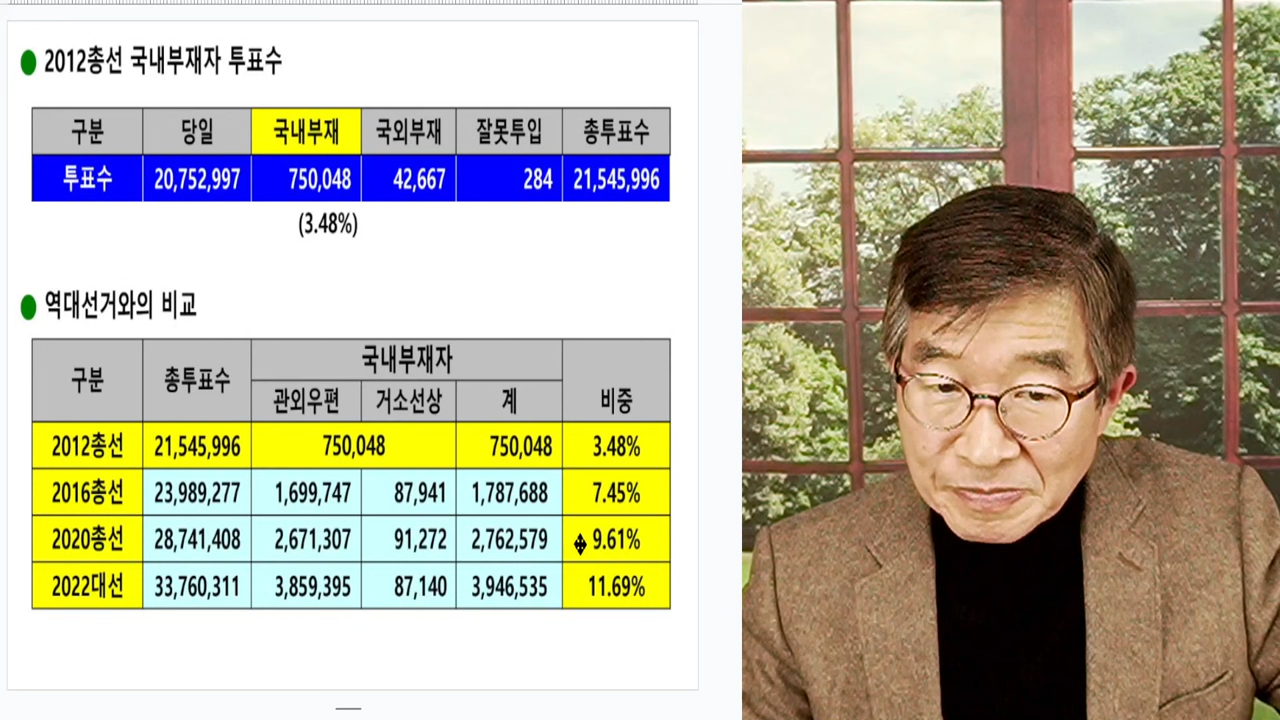 2012총선 국내부재자 투표수
구분 당일 국내부재 국외부재 잘못투입 총투표수
투표수 20,752,997 750,048 42,667 284 21,545,996
(3.48%)
역대선거와의 비교
구분 총투표수 국내부재자 비중
관외우편 거소선상 계
2012총선 21,545,996 750,048 750,048 3.48%
2016총선 23,989,277 1,699,747 87,941 1,787,688 7.45%
2020총선 28,741,408 2,671,307 91,272 2,762,579 9.61%
2022대선 33,760,311 3,859,395 87,140 3,946,535 11.69%